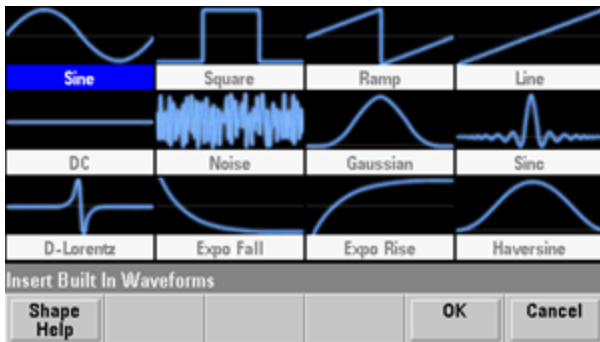 Sine Square Ramp Line
DC Noise Gaussian Sinc
D-Lorentz Expo Fall Expo Rise Haversine
Insert Built In Waveforms
Shape Help OK Cancel